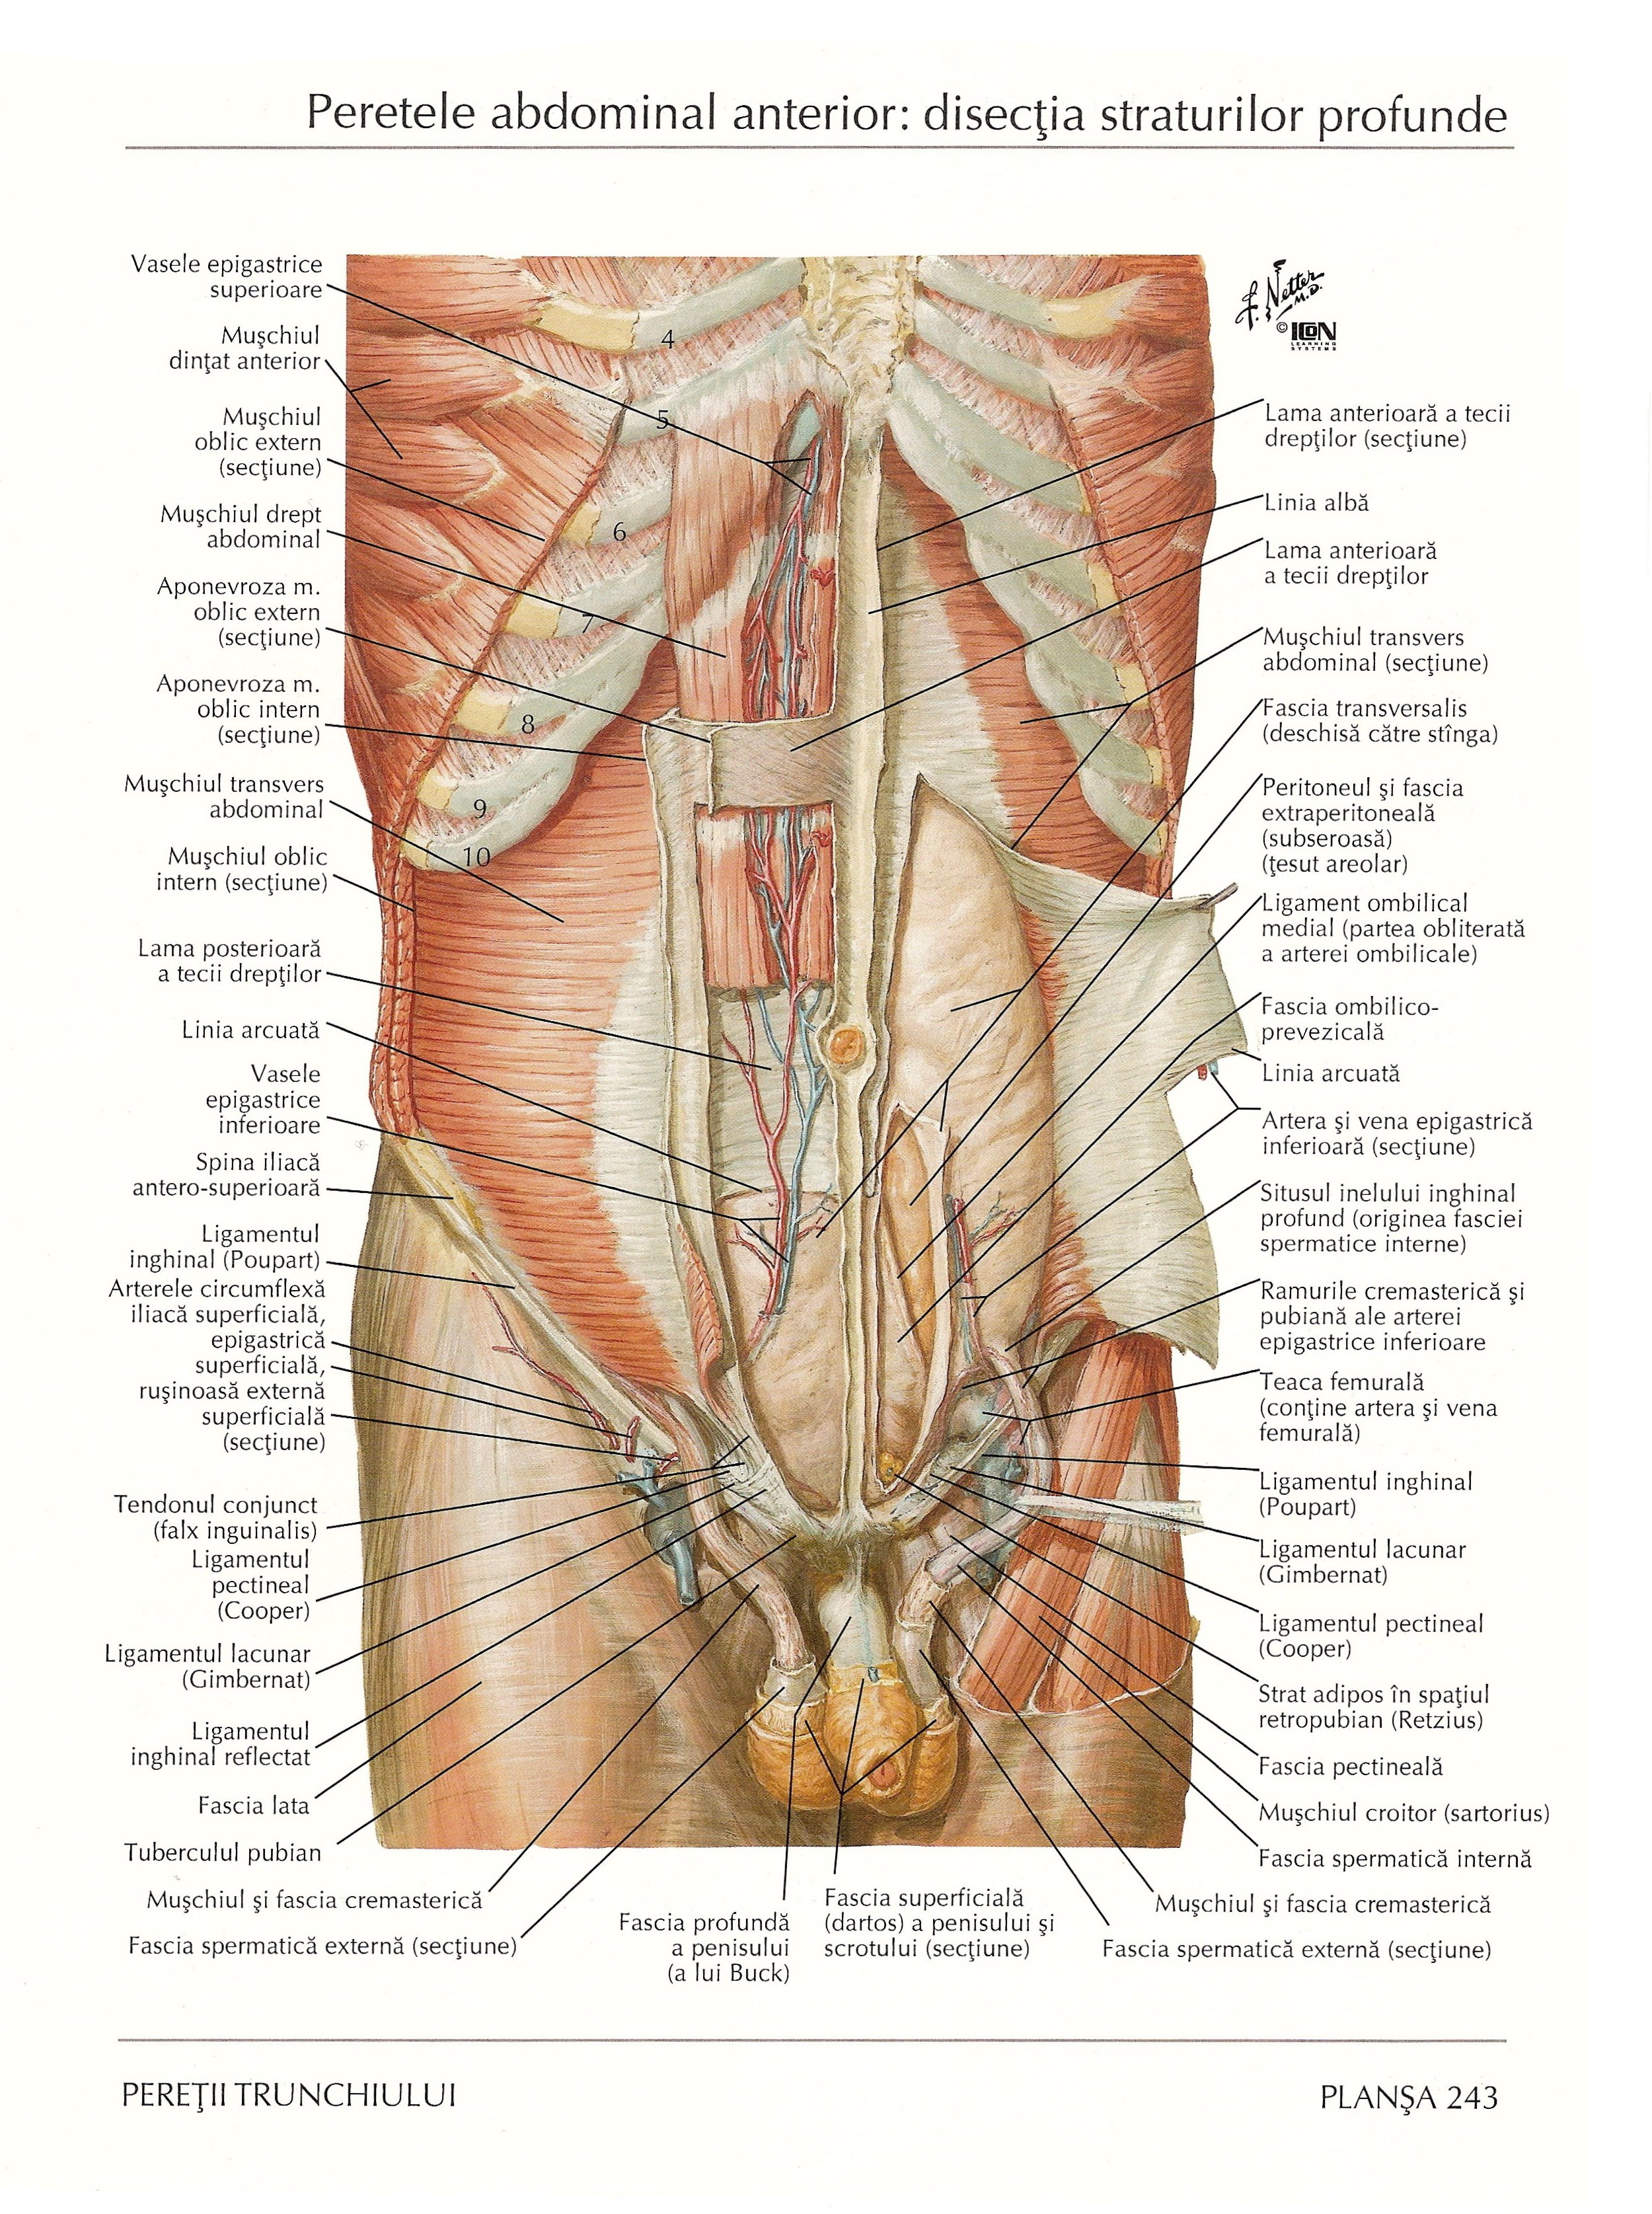 Peretele abdominal anterior: disecţia straturilor profunde
Vasele epigastrice
superioare
Muşchiul
dinţat anterior
Muşchiul
oblic extern
(secţiune)
Muşchiul drept
abdominal
Aponevroza m.
oblic extern
(secţiune)
Aponevroza m.
oblic intern
(secţiune)
Muşchiul transvers
abdominal
Muşchiul oblic
intern (secţiune)
Lama posterioară
a tecii drepţilor
Linia arcuată
Vasele
epigastrice
inferioare
Spina iliacă
antero-superioară
Ligamentul
inghinal (Poupart)
Arterele circumflexă
iliacă superficială,
epigastrică
superficială,
ruşinoasă externă
superficială
(secţiune)
Tendonul conjunct
(falx inguinalis)
Ligamentul
pectineal
(Cooper)
Ligamentul lacunar
(Gimbernat)
Ligamentul
inghinal reflectat
Fascia lata
Tuberculul pubian
Muşchiul şi fascia cremasterică
Fascia spermatică externă (secţiune)
4
5
6
7
8
9
10
F. Netter
M.D.
© ICON
LEARNING
SYSTEMS
Lama anterioară a tecii
drepţilor (secţiune)
Linia albă
Lama anterioară
a tecii drepţilor
Muşchiul transvers
abdominal (secţiune)
Fascia transversalis
(deschisă către stînga)
Peritoneul şi fascia
extraperitoneală
(subseroasă)
(ţesut areolar)
Ligament ombilical
medial (partea obliterată
a arterei ombilicale)
Fascia ombilico-
prevezicală
Linia arcuată
Artera şi vena epigastrică
inferioară (secţiune)
Situsul inelului inghinal
profund (originea fasciei
spermatice interne)
Ramurile cremasterică şi
pubiană ale arterei
epigastrice inferioare
Teaca femurală
(conţine artera şi vena
femurală)
Ligamentul inghinal
(Poupart)
Ligamentul lacunar
(Gimbernat)
Ligamentul pectineal
(Cooper)
Strat adipos în spaţiul
retropubian (Retzius)
Fascia pectineală
Muşchiul croitor (sartorius)
Fascia spermatică internă
Muşchiul şi fascia cremasterică
Fascia spermatică externă (secţiune)
Fascia profundă
a penisului
(a lui Buck)
Fascia superficială
(dartos) a penisului şi
scrotului (secţiune)
PEREŢII TRUNCHIULUI
PLANŞA 243